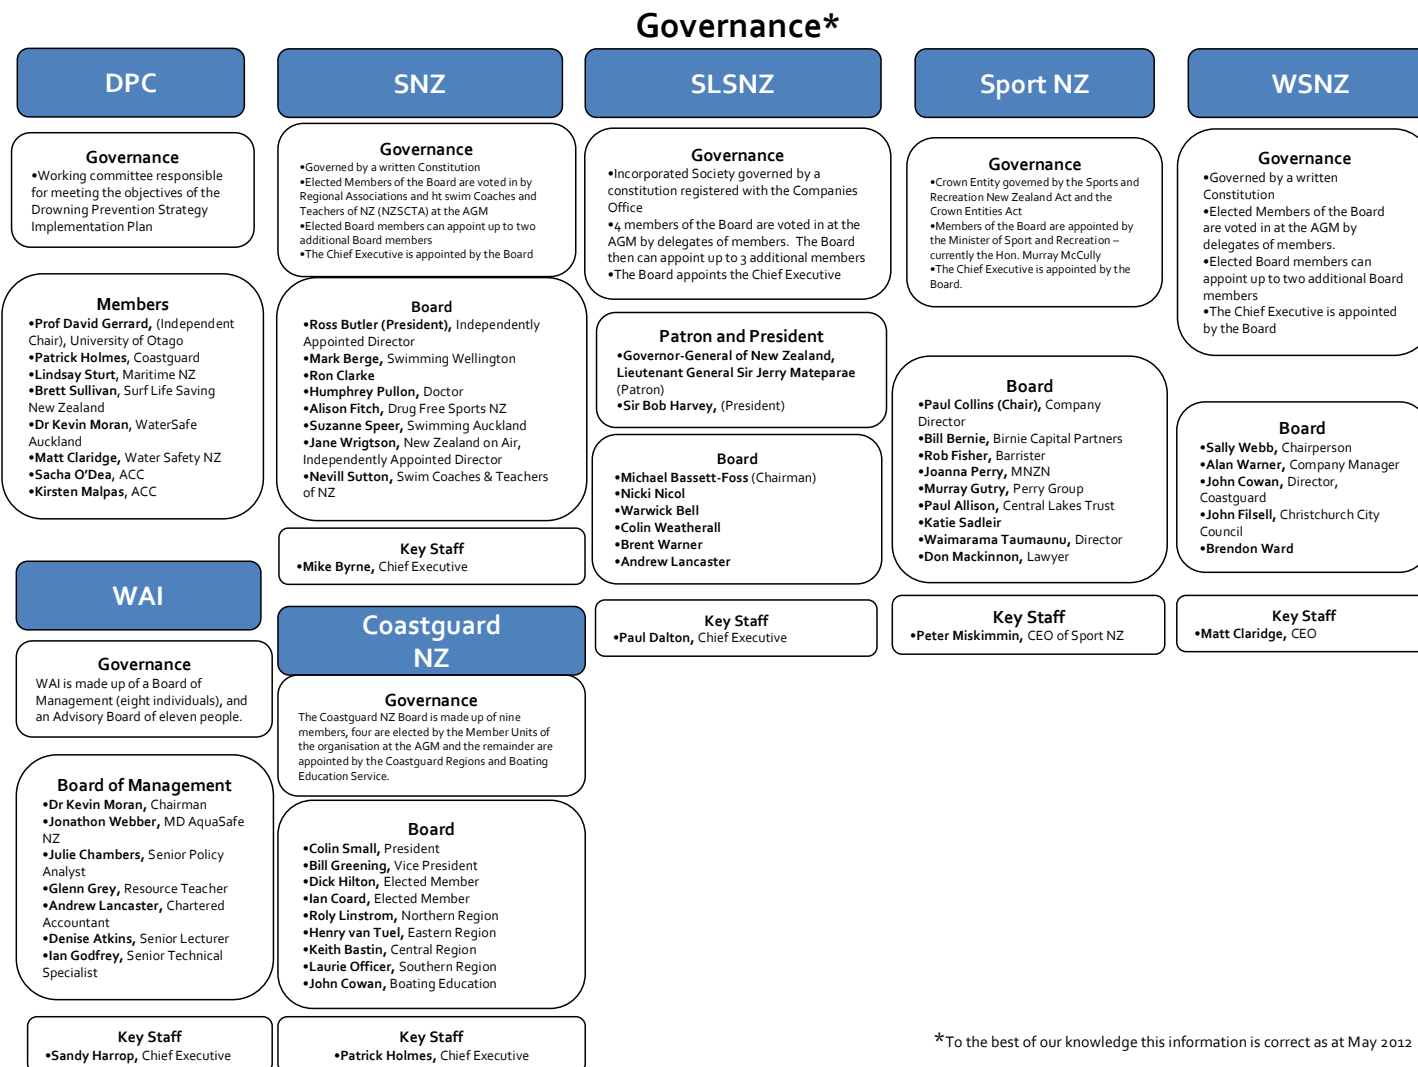 Governance*
DPC
Governance
•Working committee responsible
for meeting the objectives of the
Drowning Prevention Strategy
Implementation Plan
Members
•Prof David Gerrard, (Independent
Chair), University of Otago
•Patrick Holmes, Coastguard
•Lindsay Sturt, Maritime NZ
•Brett Sullivan, Surf Life Saving
New Zealand
•Dr Kevin Moran, WaterSafe
Auckland
•Matt Claridge, Water Safety NZ
•Sacha O'Dea, ACC
•Kirsten Malpas, ACC
WAI
Governance
WAI is made up of a Board of
Management (eight individuals), and
an Advisory Board of eleven people.
Board of Management
•Dr Kevin Moran, Chairman
•Jonathon Webber, MD AquaSafe
NZ
•Julie Chambers, Senior Policy
Analyst
•Glenn Grey, Resource Teacher
•Andrew Lancaster, Chartered
Accountant
•Denise Atkins, Senior Lecturer
•Ian Godfrey, Senior Technical
Specialist
Key Staff
•Sandy Harrop, Chief Executive
SNZ
Governance
•Governed by a written Constitution
•Elected Members of the Board are voted in by
Regional Associations and ht swim Coaches and
Teachers of NZ (NZSCTA) at the AGM
•Elected Board members can appoint up to two
additional Board members
•The Chief Executive is appointed by the Board
Board
•Ross Butler (President), Independently
Appointed Director
•Mark Berge, Swimming Wellington
•Ron Clarke
•Humphrey Pullon, Doctor
•Alison Fitch, Drug Free Sports NZ
•Suzanne Speer, Swimming Auckland
•Jane Wrigtson, New Zealand on Air,
Independently Appointed Director
•Nevill Sutton, Swim Coaches & Teachers
of NZ
Key Staff
•Mike Byrne, Chief Executive
Coastguard
NZ
Governance
The Coastguard NZ Board is made up of nine
members, four are elected by the Member Units of
the organisation at the AGM and the remainder are
appointed by the Coastguard Regions and Boating
Education Service.
Board
•Colin Small, President
•Bill Greening, Vice President
•Dick Hilton, Elected Member
•Ian Coard, Elected Member
•Roly Linstrom, Northern Region
•Henry van Tuel, Eastern Region
•Keith Bastin, Central Region
•Laurie Officer, Southern Region
•John Cowan, Boating Education
Key Staff
•Patrick Holmes, Chief Executive
SLSNZ
Governance
•Incorporated Society governed by a
constitution registered with the Companies
Office
•4 members of the Board are voted in at the
AGM by delegates of members. The Board
then can appoint up to 3 additional members
•The Board appoints the Chief Executive
Patron and President
•Governor-General of New Zealand,
Lieutenant General Sir Jerry Mateparae
(Patron)
•Sir Bob Harvey, (President)
Board
•Michael Bassett-Foss (Chairman)
•Nicki Nicol
•Warwick Bell
•Colin Weatherall
•Brent Warner
•Andrew Lancaster
Key Staff
•Paul Dalton, Chief Executive
Sport NZ
Governance
•Crown Entity governed by the Sports and
Recreation New Zealand Act and the
Crown Entities Act
•Members of the Board are appointed by
the Minister of Sport and Recreation –
currently the Hon. Murray McCully
•The Chief Executive is appointed by the
Board.
Board
•Paul Collins (Chair), Company
Director
•Bill Bernie, Birnie Capital Partners
•Rob Fisher, Barrister
•Joanna Perry, MNZN
•Murray Gutry, Perry Group
•Paul Allison, Central Lakes Trust
•Katie Sadleir
•Waimarama Taumaunu, Director
•Don Mackinnon, Lawyer
Key Staff
•Peter Miskimmin, CEO of Sport NZ
WSNZ
Governance
•Governed by a written
Constitution
•Elected Members of the Board
are voted in at the AGM by
delegates of members.
•Elected Board members can
appoint up to two additional Board
members
•The Chief Executive is appointed
by the Board
Board
•Sally Webb, Chairperson
•Alan Warner, Company Manager
•John Cowan, Director,
Coastguard
•John Filsell, Christchurch City
Council
•Brendon Ward
Key Staff
•Matt Claridge, CEO
*To the best of our knowledge this information is correct as at May 2012